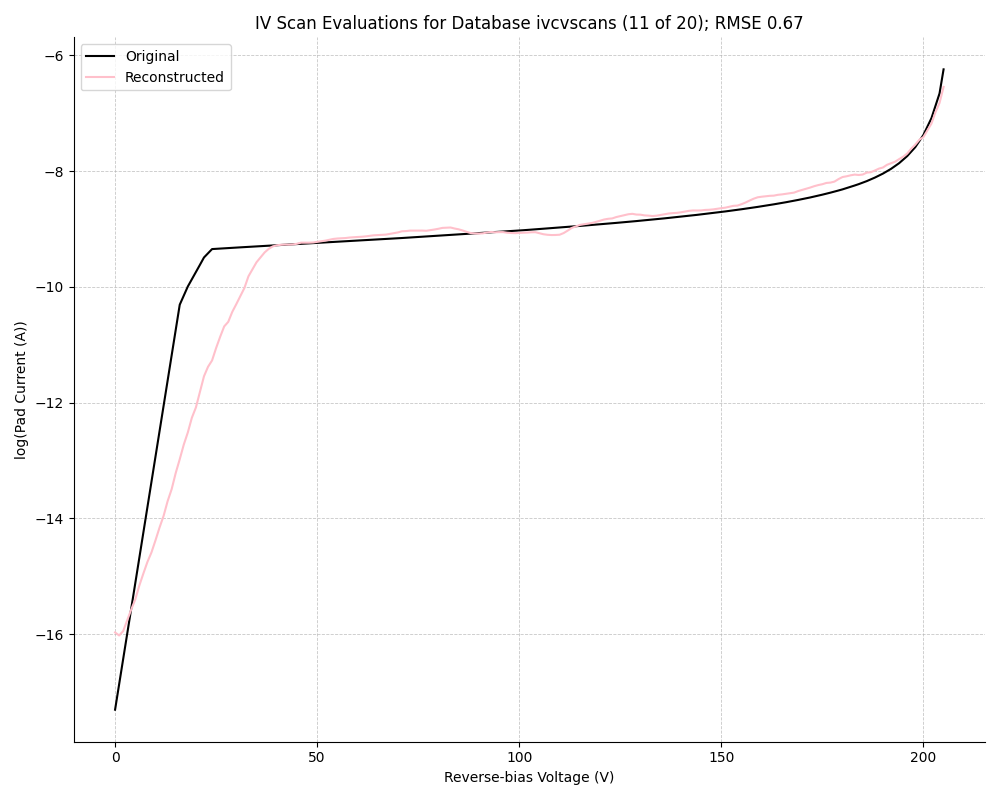 IV Scan Evaluations for Database ivcvscans (11 of 20); RMSE 0.67
Original
Reconstructed
log(Pad Current (A))
−6
−8
−10
−12
−14
−16
0
50
100
150
200
Reverse-bias Voltage (V)